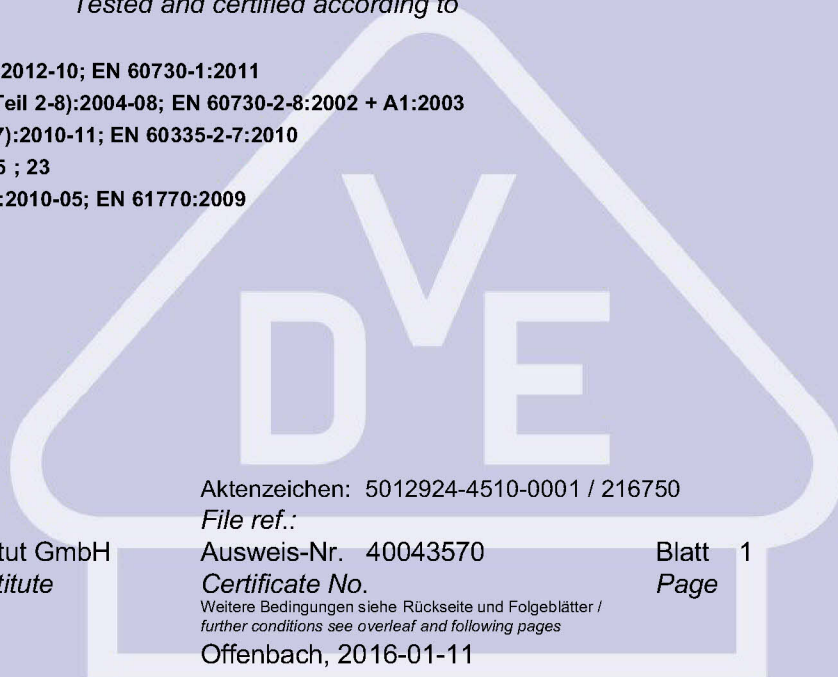 Tested and certified according to
2012-10; EN 60730-1:2011
Teil 2-8):2004-08; EN 60730-2-8:2002 + A1:2003
7):2010-11; EN 60335-2-7:2010
5 ; 23
:2010-05; EN 61770:2009
DVE
Aktenzeichen: 5012924-4510-0001 / 216750
File ref.:
tut GmbH Ausweis-Nr. 40043570 Blatt 1
titute Certificate No. Page
Weitere Bedingungen siehe Rückseite und Folgeblätter /
further conditions see overleaf and following pages
Offenbach, 2016-01-11